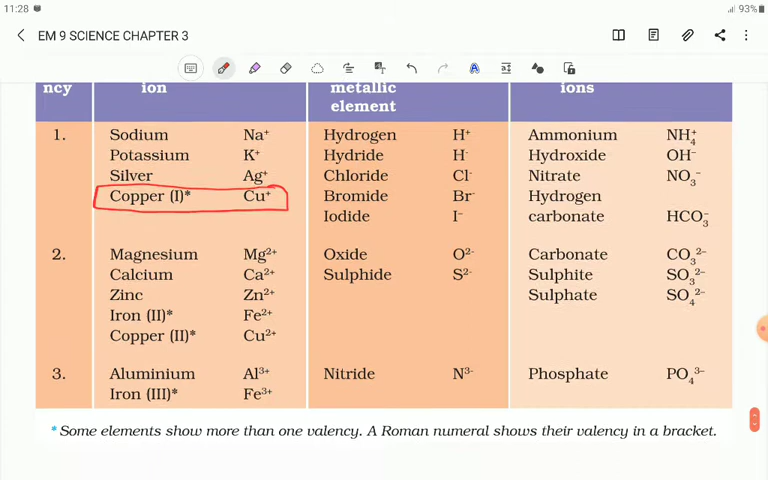 11:28 93%
EM 9 SCIENCE CHAPTER 3
ncy ion metallic ions
element
1. Sodium Na⁺ Hydrogen H⁺ Ammonium NH₄⁺
Potassium K⁺ Hydride H⁻ Hydroxide OH⁻
Silver Ag⁺ Chloride Cl⁻ Nitrate NO₃⁻
Copper (I)* Cu⁺ Bromide Br⁻ Hydrogen
Iodide I⁻ carbonate HCO₃⁻
2. Magnesium Mg²⁺ Oxide O²⁻ Carbonate CO₃²⁻
Calcium Ca²⁺ Sulphide S²⁻ Sulphite SO₃²⁻
Zinc Zn²⁺ Sulphate SO₄²⁻
Iron (II)* Fe²⁺
Copper (II)* Cu²⁺
3. Aluminium Al³⁺ Nitride N³⁻ Phosphate PO₄³⁻
Iron (III)* Fe³⁺
* Some elements show more than one valency. A Roman numeral shows their valency in a bracket.